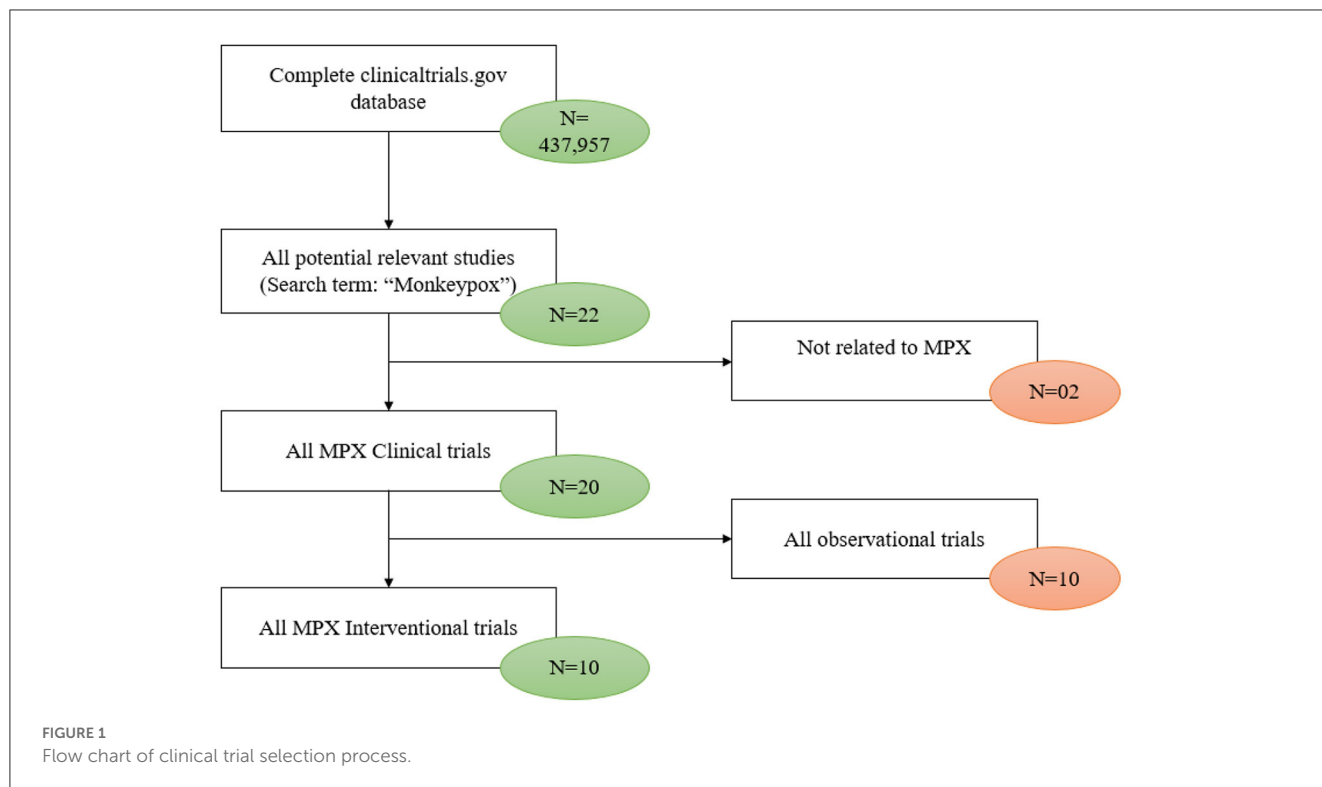 Complete clinicaltrials.gov
database
N=
437,957
All potential relevant studies
(Search term: “Monkeypox”)
N=22
Not related to MPX
N=02
All MPX Clinical trials
N=20
All observational trials
N=10
All MPX Interventional trials
N=10
FIGURE 1
Flow chart of clinical trial selection process.